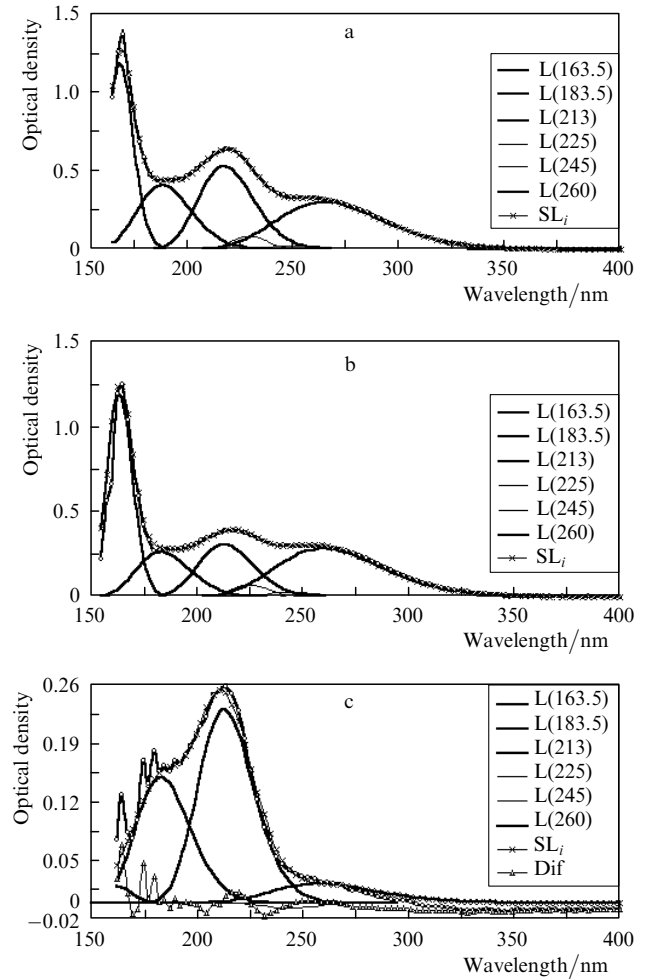 a
Optical density
1.5
1.0
0.5
0
150
200
250
300
350
400
Wavelength/nm
L(163.5)
L(183.5)
L(213)
L(225)
L(245)
L(260)
SLi
b
Optical density
1.5
1.0
0.5
0
150
200
250
300
350
400
Wavelength/nm
L(163.5)
L(183.5)
L(213)
L(225)
L(245)
L(260)
SLi
c
Optical density
0.26
0.19
0.12
0.05
0
−0.02
150
200
250
300
350
400
Wavelength/nm
L(163.5)
L(183.5)
L(213)
L(225)
L(245)
L(260)
SLi
Dif